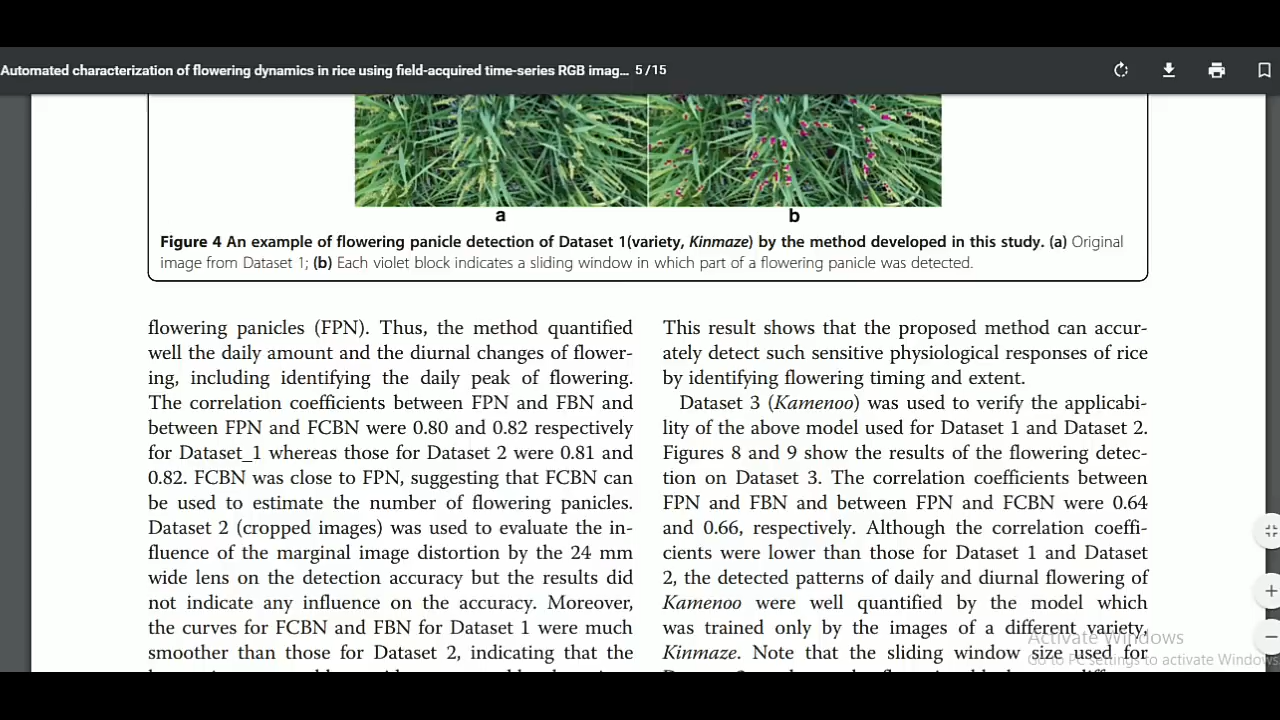 Automated characterization of flowering dynamics in rice using field-acquired time-series RGB imag... 5/15
a b
Figure 4 An example of flowering panicle detection of Dataset 1(variety, Kinmaze) by the method developed in this study. (a) Original
image from Dataset 1; (b) Each violet block indicates a sliding window in which part of a flowering panicle was detected.
flowering panicles (FPN). Thus, the method quantified
well the daily amount and the diurnal changes of flower-
ing, including identifying the daily peak of flowering.
The correlation coefficients between FPN and FBN and
between FPN and FCBN were 0.80 and 0.82 respectively
for Dataset_1 whereas those for Dataset 2 were 0.81 and
0.82. FCBN was close to FPN, suggesting that FCBN can
be used to estimate the number of flowering panicles.
Dataset 2 (cropped images) was used to evaluate the in-
fluence of the marginal image distortion by the 24 mm
wide lens on the detection accuracy but the results did
not indicate any influence on the accuracy. Moreover,
the curves for FCBN and FBN for Dataset 1 were much
smoother than those for Dataset 2, indicating that the
This result shows that the proposed method can accur-
ately detect such sensitive physiological responses of rice
by identifying flowering timing and extent.
Dataset 3 (Kamenoo) was used to verify the applicabi-
lity of the above model used for Dataset 1 and Dataset 2.
Figures 8 and 9 show the results of the flowering detec-
tion on Dataset 3. The correlation coefficients between
FPN and FBN and between FPN and FCBN were 0.64
and 0.66, respectively. Although the correlation coeffi-
cients were lower than those for Dataset 1 and Dataset
2, the detected patterns of daily and diurnal flowering of
Kamenoo were well quantified by the model which
was trained only by the images of a different variety,
Kinmaze. Note that the sliding window size used for
Activate Windows
Go to PC settings to activate Windows.